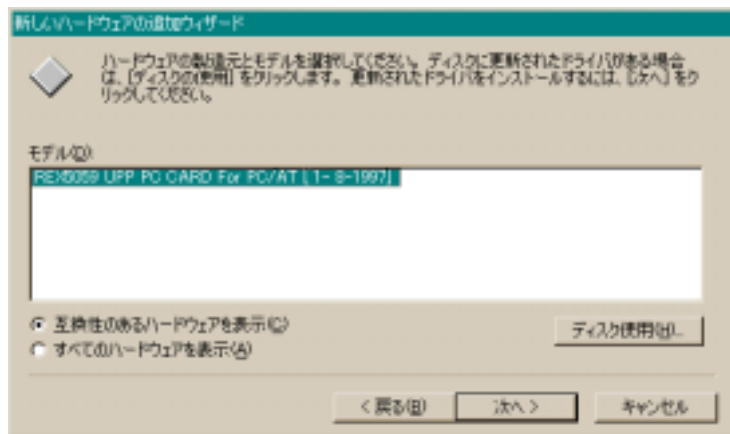 新しいハードウェアの追加ウィザード
ハードウェアの製造元とモデルを選択してください。ディスクに更新されたドライバがある場合
は、[ディスクの使用] をクリックします。更新されたドライバをインストールするには、[次へ] をク
リックしてください。
モデル(D):
REX5059 UPP PC CARD For PC/AT [ 1- 8-1997]
互換性のあるハードウェアを表示(C)
ディスク使用(H)...
すべてのハードウェアを表示(A)
< 戻る(B)
次へ >
キャンセル